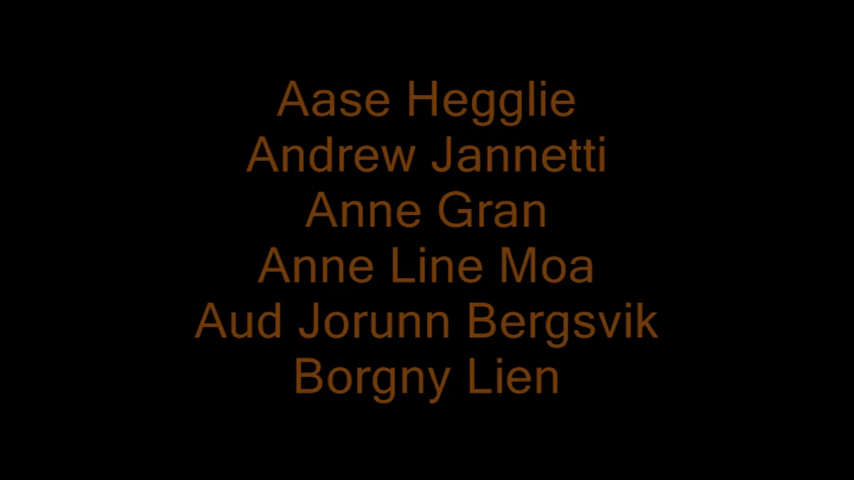 Aase Hegglie
Andrew Jannetti
Anne Gran
Anne Line Moa
Aud Jorunn Bergsvik
Borgny Lien